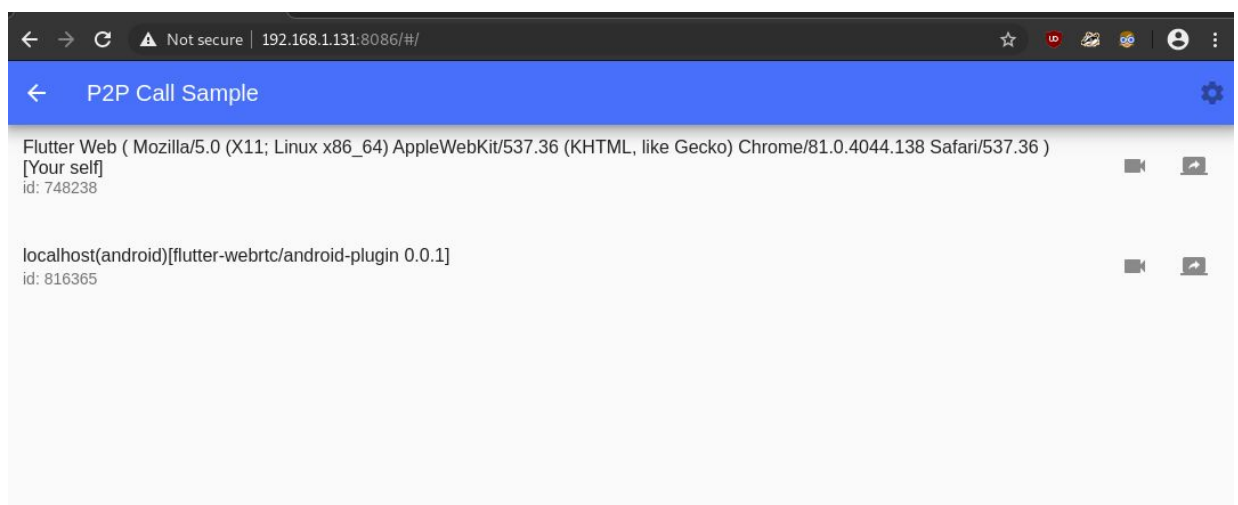 Not secure | 192.168.1.131:8086/#/
P2P Call Sample
Flutter Web ( Mozilla/5.0 (X11; Linux x86_64) AppleWebKit/537.36 (KHTML, like Gecko) Chrome/81.0.4044.138 Safari/537.36 )
[Your self]
id: 748238
localhost(android)[flutter-webrtc/android-plugin 0.0.1]
id: 816365